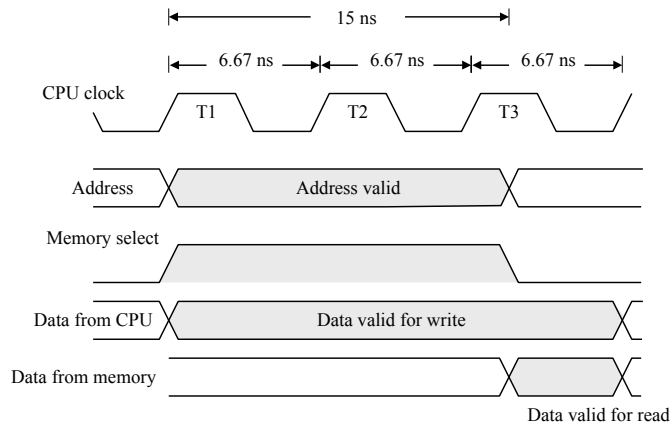 15 ns
6.67 ns 6.67 ns 6.67 ns
CPU clock
T1 T2 T3
Address Address valid
Memory select
Data from CPU Data valid for write
Data from memory
Data valid for read